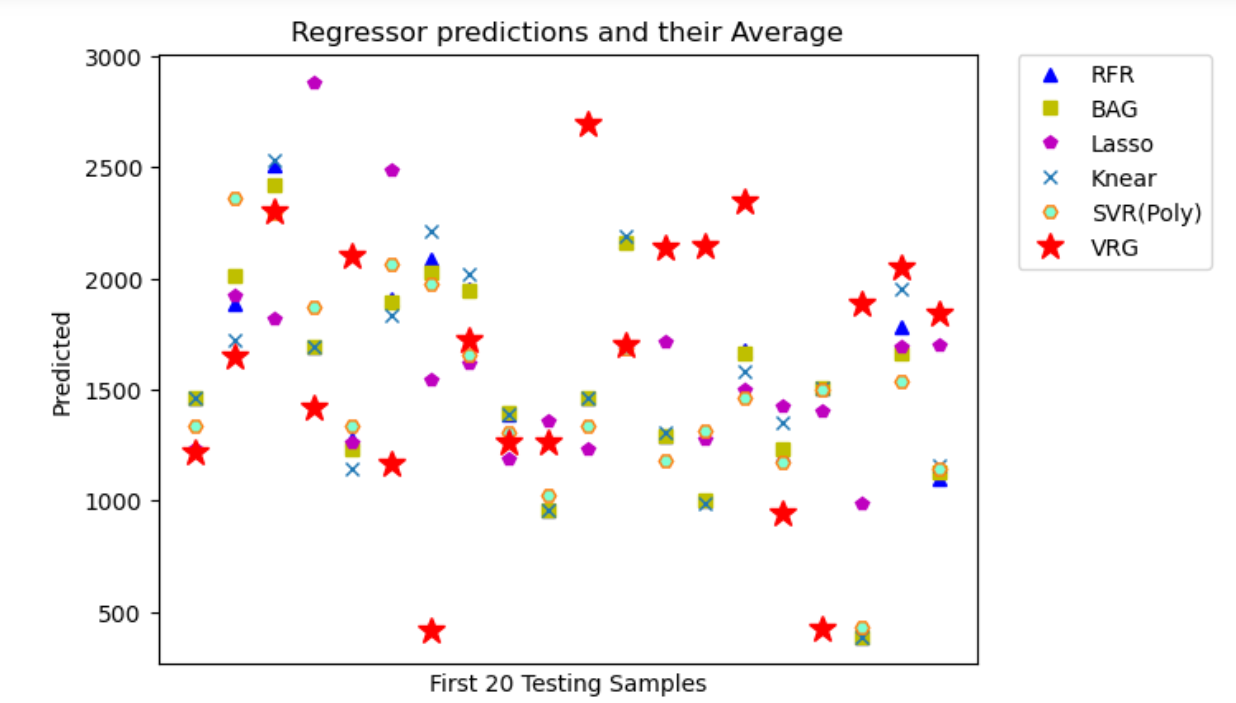 Regressor predictions and their Average
3000
2500
2000
1500
1000
500
Predicted
First 20 Testing Samples
RFR
BAG
Lasso
Knear
SVR(Poly)
VRG